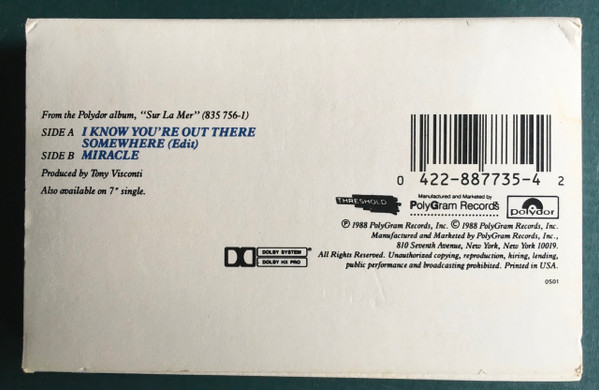 From the Polydor album, "Sur La Mer" (835 756-1)
SIDE A I KNOW YOU'RE OUT THERE
SOMEWHERE (Edit)
SIDE B MIRACLE
Produced by Tony Visconti
Also available on 7" single.
0 422-887735-4 2
THRESHOLD
Manufactured and Marketed by
PolyGram Records
polydor
℗ 1988 PolyGram Records, Inc. © 1988 PolyGram Records, Inc.
Manufactured and Marketed by PolyGram Records, Inc.,
810 Seventh Avenue, New York, New York 10019.
All Rights Reserved. Unauthorized copying, reproduction, hiring, lending,
public performance and broadcasting prohibited. Printed in USA.
DOLBY SYSTEM
DOLBY HX PRO
0501